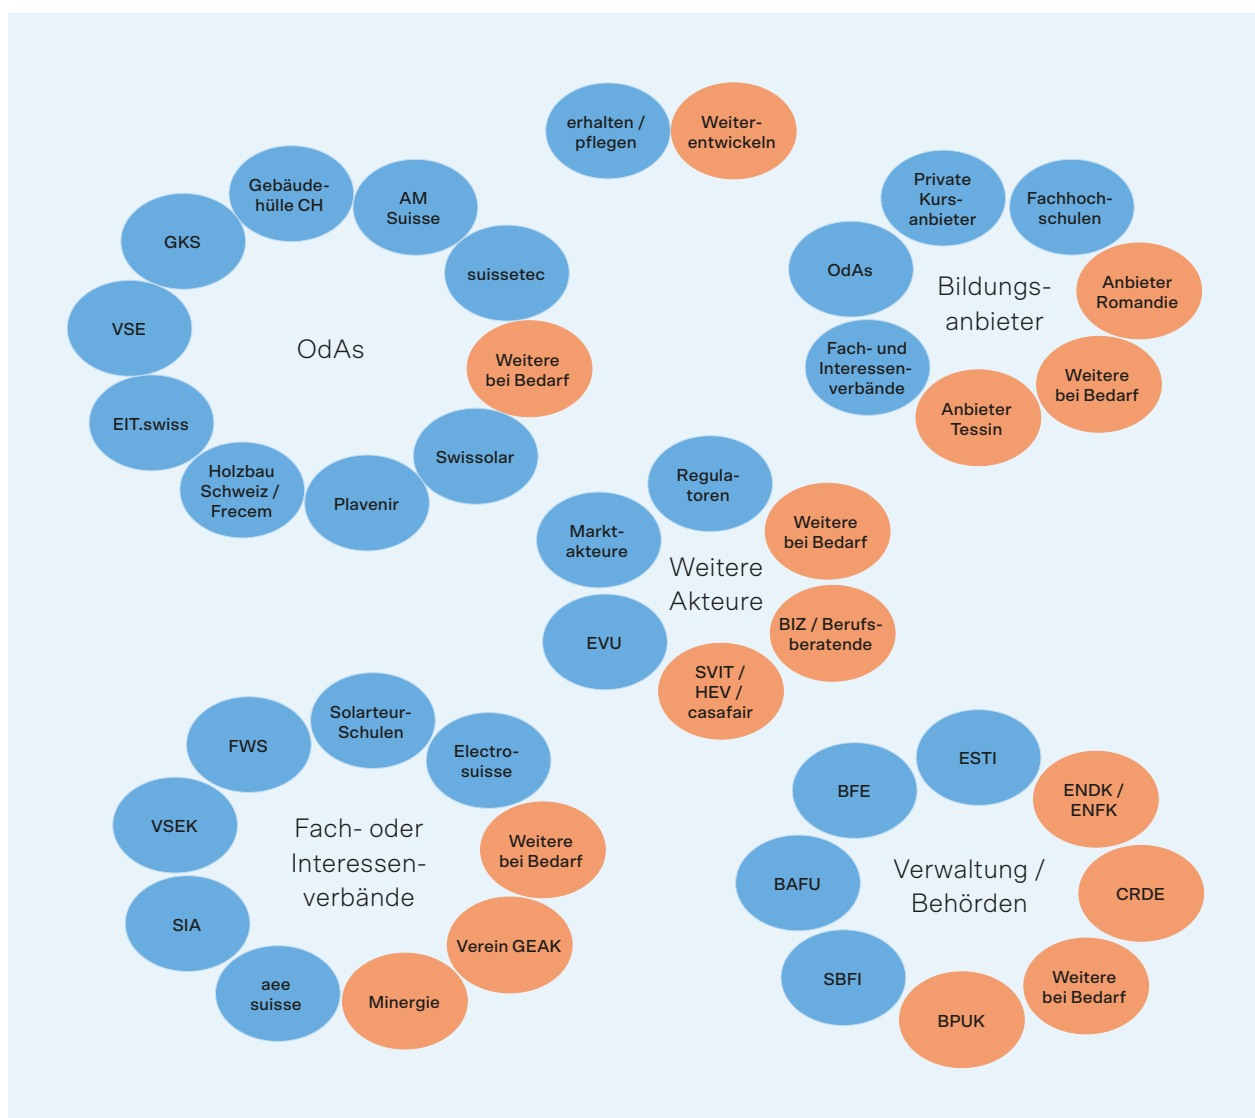 erhalten /
pflegen
Weiter-
entwickeln
OdAs
Gebäude-
hülle CH
AM
Suisse
suissetec
Weitere
bei Bedarf
Swissolar
Plavenir
Holzbau
Schweiz /
Frecem
EIT.swiss
VSE
GKS
Bildungs-
anbieter
Private
Kurs-
anbieter
Fachhoch-
schulen
Anbieter
Romandie
Weitere
bei Bedarf
Anbieter
Tessin
Fach- und
Interessen-
verbände
OdAs
Weitere
Akteure
Regula-
toren
Weitere
bei Bedarf
BIZ / Berufs-
beratende
SVIT /
HEV /
casafair
EVU
Markt-
akteure
Fach- oder
Interessen-
verbände
Solarteur-
Schulen
Electro-
suisse
Weitere
bei Bedarf
Verein GEAK
Minergie
aee
suisse
SIA
VSEK
FWS
Verwaltung /
Behörden
ESTI
ENDK /
ENFK
CRDE
Weitere
bei Bedarf
BPUK
SBFI
BAFU
BFE